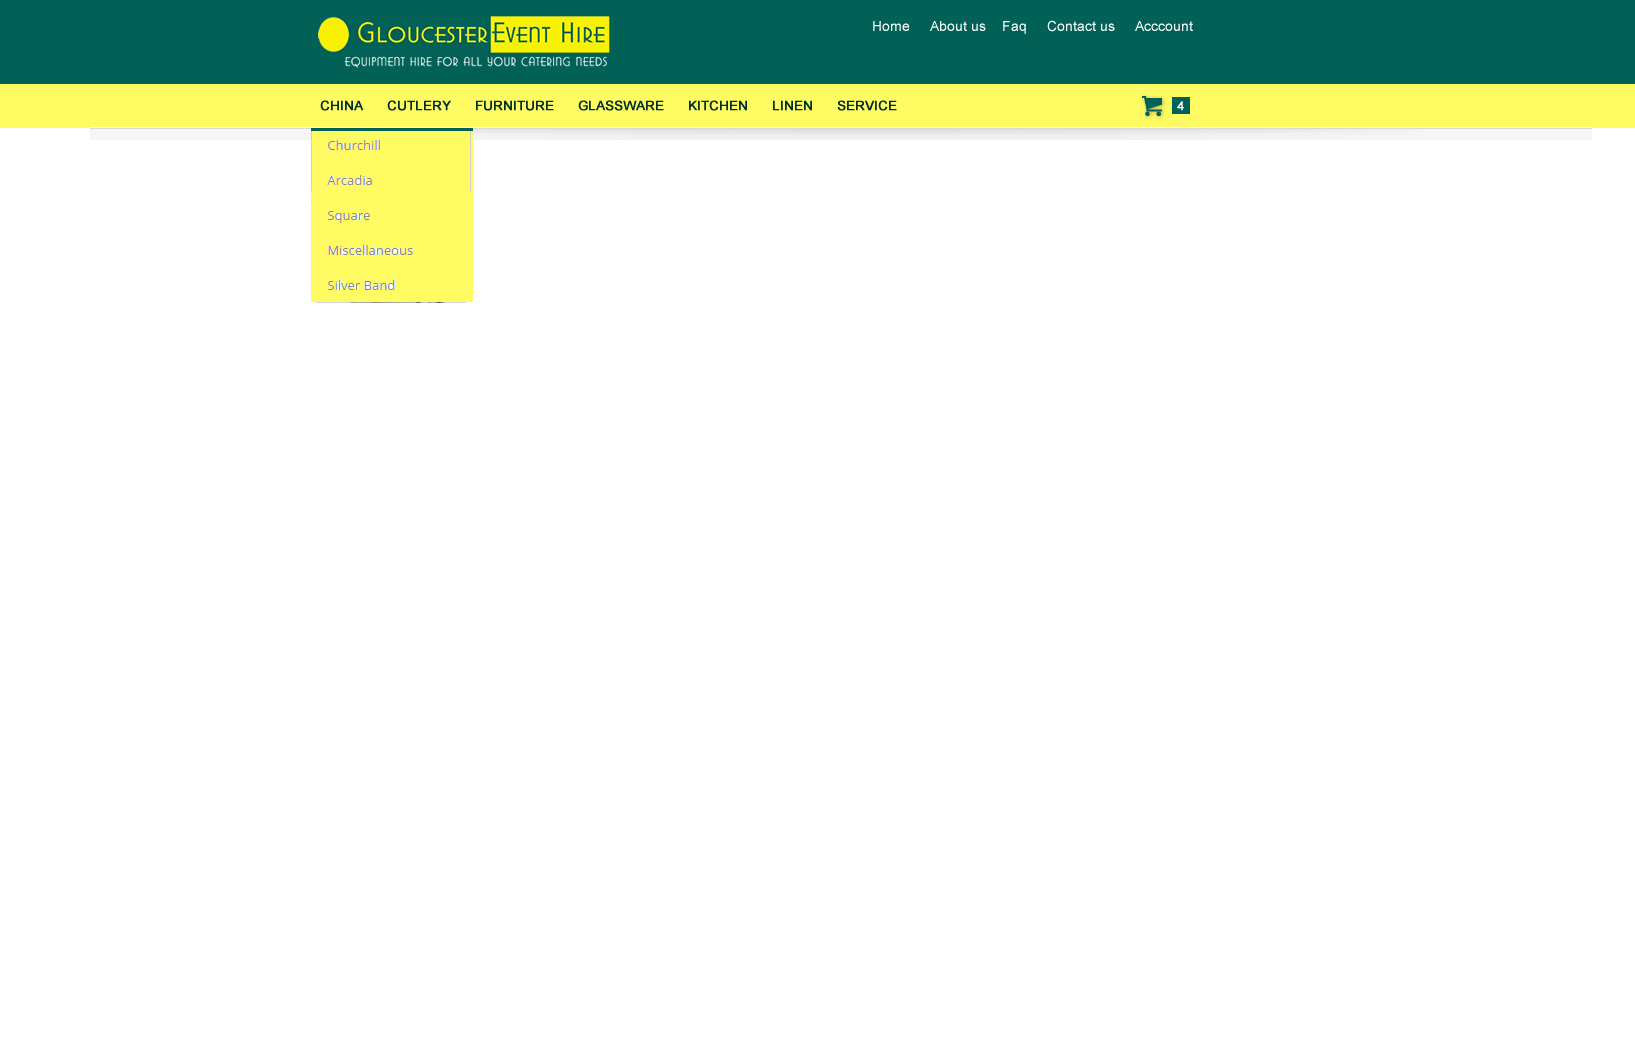 GLOUCESTER EVENT HIRE
EQUIPMENT HIRE FOR ALL YOUR CATERING NEEDS
Home About us Faq Contact us Acccount
CHINA CUTLERY FURNITURE GLASSWARE KITCHEN LINEN SERVICE 4
Churchill
Arcadia
Square
Miscellaneous
Silver Band